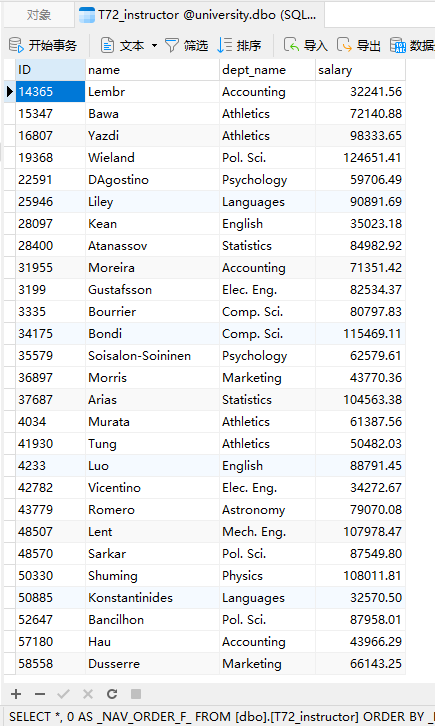 对象 T72_instructor @university.dbo (SQL...
开始事务 文本 筛选 排序 导入 导出 数据
ID name dept_name salary
14365 Lembr Accounting 32241.56
15347 Bawa Athletics 72140.88
16807 Yazdi Athletics 98333.65
19368 Wieland Pol. Sci. 124651.41
22591 DAgostino Psychology 59706.49
25946 Liley Languages 90891.69
28097 Kean English 35023.18
28400 Atanassov Statistics 84982.92
31955 Moreira Accounting 71351.42
3199 Gustafsson Elec. Eng. 82534.37
3335 Bourrier Comp. Sci. 80797.83
34175 Bondi Comp. Sci. 115469.11
35579 Soisalon-Soininen Psychology 62579.61
36897 Morris Marketing 43770.36
37687 Arias Statistics 104563.38
4034 Murata Athletics 61387.56
41930 Tung Athletics 50482.03
4233 Luo English 88791.45
42782 Vicentino Elec. Eng. 34272.67
43779 Romero Astronomy 79070.08
48507 Lent Mech. Eng. 107978.47
48570 Sarkar Pol. Sci. 87549.80
50330 Shuming Physics 108011.81
50885 Konstantinides Languages 32570.50
52647 Bancilhon Pol. Sci. 87958.01
57180 Hau Accounting 43966.29
58558 Dusserre Marketing 66143.25
SELECT *, 0 AS _NAV_ORDER_F_ FROM [dbo].[T72_instructor] ORDER BY